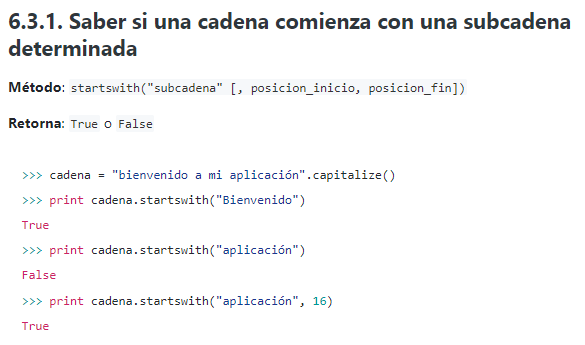 6.3.1. Saber si una cadena comienza con una subcadena
determinada
Método: startswith("subcadena" [, posicion_inicio, posicion_fin])
Retorna: True o False
>>> cadena = "bienvenido a mi aplicación".capitalize()
>>> print cadena.startswith("Bienvenido")
True
>>> print cadena.startswith("aplicación")
False
>>> print cadena.startswith("aplicación", 16)
True